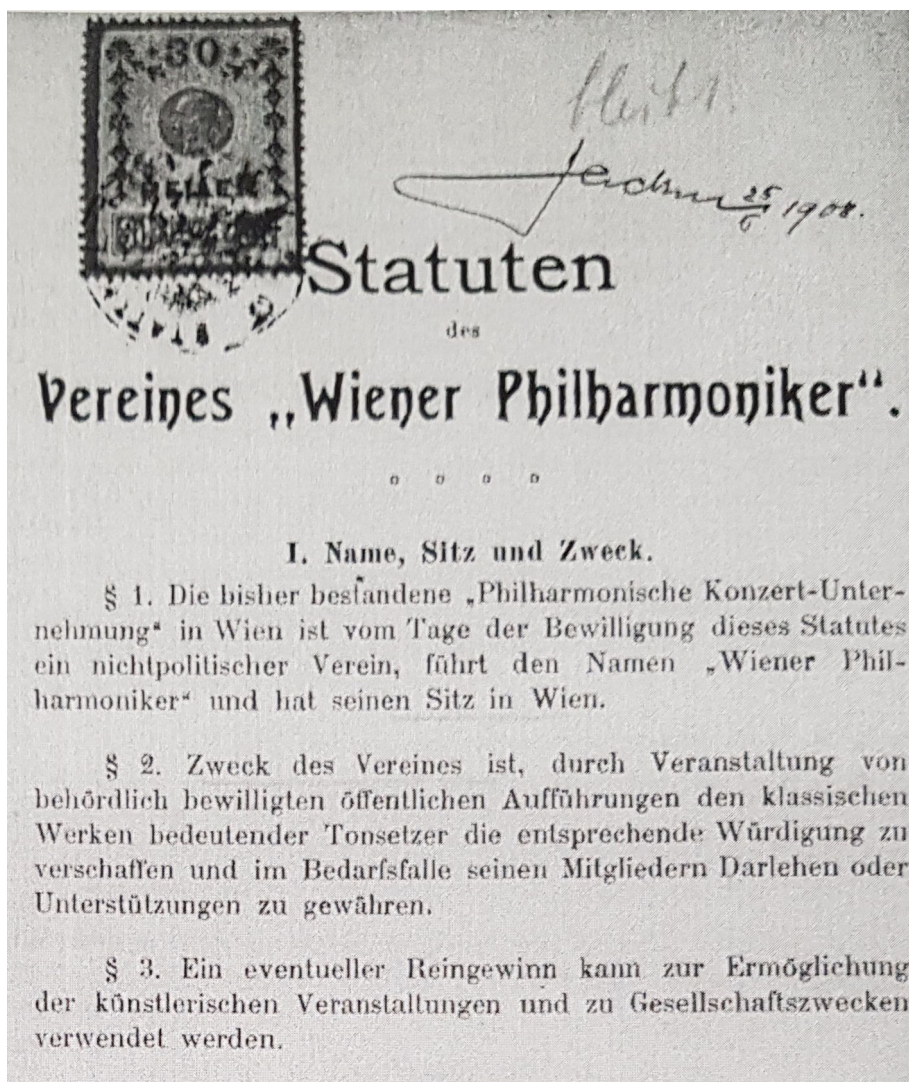 30
HELLER
bleibt.
25/6 1908.
Statuten
des
Vereines „Wiener Philharmoniker“.
I. Name, Sitz und Zweck.
§ 1. Die bisher bestandene „Philharmonische Konzert-Unter-
nehmung“ in Wien ist vom Tage der Bewilligung dieses Statutes
ein nichtpolitischer Verein, führt den Namen „Wiener Phil-
harmoniker“ und hat seinen Sitz in Wien.
§ 2. Zweck des Vereines ist, durch Veranstaltung von
behördlich bewilligten öffentlichen Aufführungen den klassischen
Werken bedeutender Tonsetzer die entsprechende Würdigung zu
verschaffen und im Bedarfsfalle seinen Mitgliedern Darlehen oder
Unterstützungen zu gewähren.
§ 3. Ein eventueller Reingewinn kann zur Ermöglichung
der künstlerischen Veranstaltungen und zu Gesellschaftszwecken
verwendet werden.